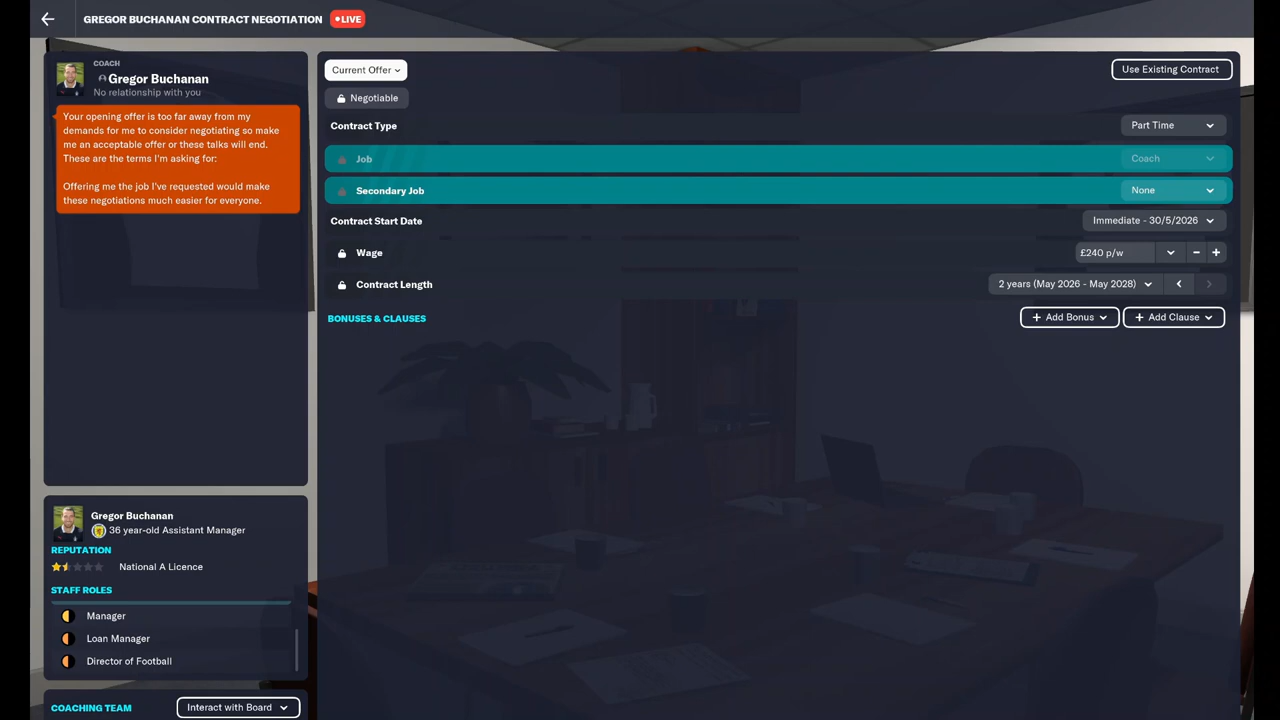 GREGOR BUCHANAN CONTRACT NEGOTIATION
LIVE
COACH
Gregor Buchanan
No relationship with you
Your opening offer is too far away from my
demands for me to consider negotiating so make
me an acceptable offer or these talks will end.
These are the terms I'm asking for:
Offering me the job I've requested would make
these negotiations much easier for everyone.
Current Offer
Use Existing Contract
Negotiable
Contract Type
Part Time
Job
Coach
Secondary Job
None
Contract Start Date
Immediate - 30/5/2026
Wage
£240 p/w
Contract Length
2 years (May 2026 - May 2028)
BONUSES & CLAUSES
Add Bonus
Add Clause
Gregor Buchanan
36 year-old Assistant Manager
REPUTATION
National A Licence
STAFF ROLES
Manager
Loan Manager
Director of Football
COACHING TEAM
Interact with Board